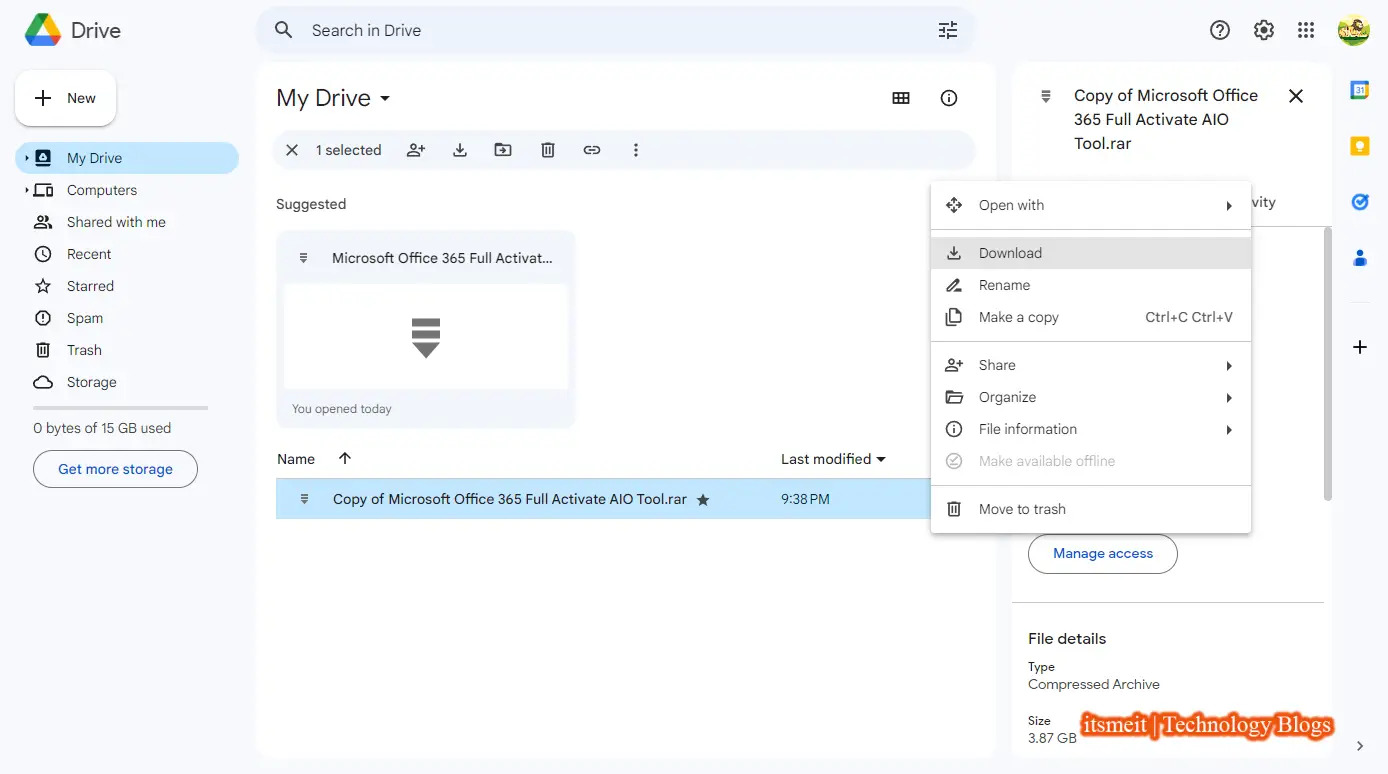 Drive
Search in Drive
New
My Drive
Computers
Shared with me
Recent
Starred
Spam
Trash
Storage
0 bytes of 15 GB used
Get more storage
My Drive
1 selected
Suggested
Microsoft Office 365 Full Activat...
You opened today
Name
Last modified
Copy of Microsoft Office 365 Full Activate AIO Tool.rar
9:38 PM
Copy of Microsoft Office
365 Full Activate AIO
Tool.rar
vity
Open with
Download
Rename
Make a copy Ctrl+C Ctrl+V
Share
Organize
File information
Make available offline
Move to trash
Manage access
File details
Type
Compressed Archive
Size
3.87 GB
itsmeit | Technology Blogs
31